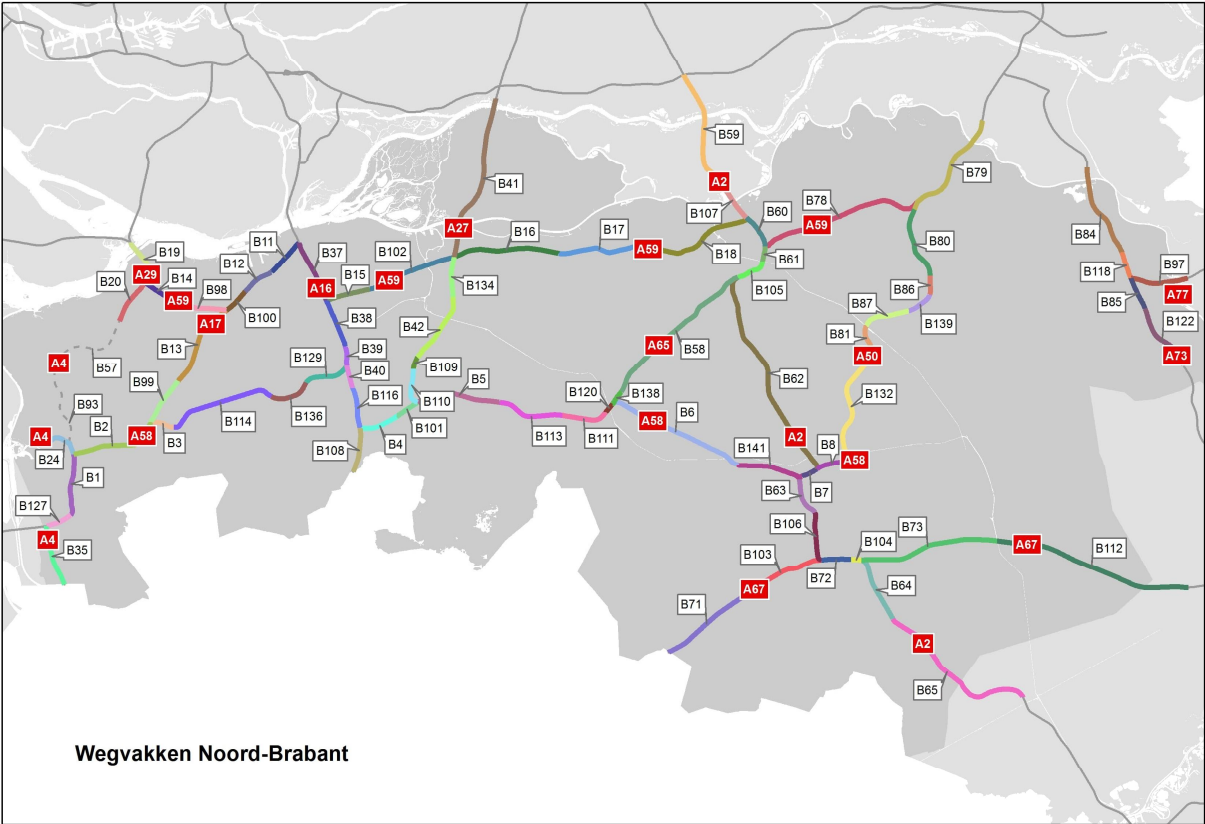 B59
B41
B79
A2
B78
B107
B60
A27
A59
B11
B37
B16
B17
B84
B19
B12
B102
A59
B18
B61
B80
B118
B97
A29
B14
B98
A16
B15
A59
B134
B105
B86
B85
A77
B20
A59
B100
A17
B87
B139
B122
B38
B42
A65
B58
B81
A50
A73
A4
B57
B13
B129
B39
B40
B109
B5
B62
B99
B120
B138
B132
B93
B114
B136
B116
B110
B6
A58
A4
B2
A58
B3
B101
B113
B111
A2
B24
B108
B4
B141
B8
A58
B1
B63
B7
B127
B106
B104
B73
A4
B103
A67
B35
B72
B112
B71
A67
B64
A2
B65
Wegvakken Noord-Brabant